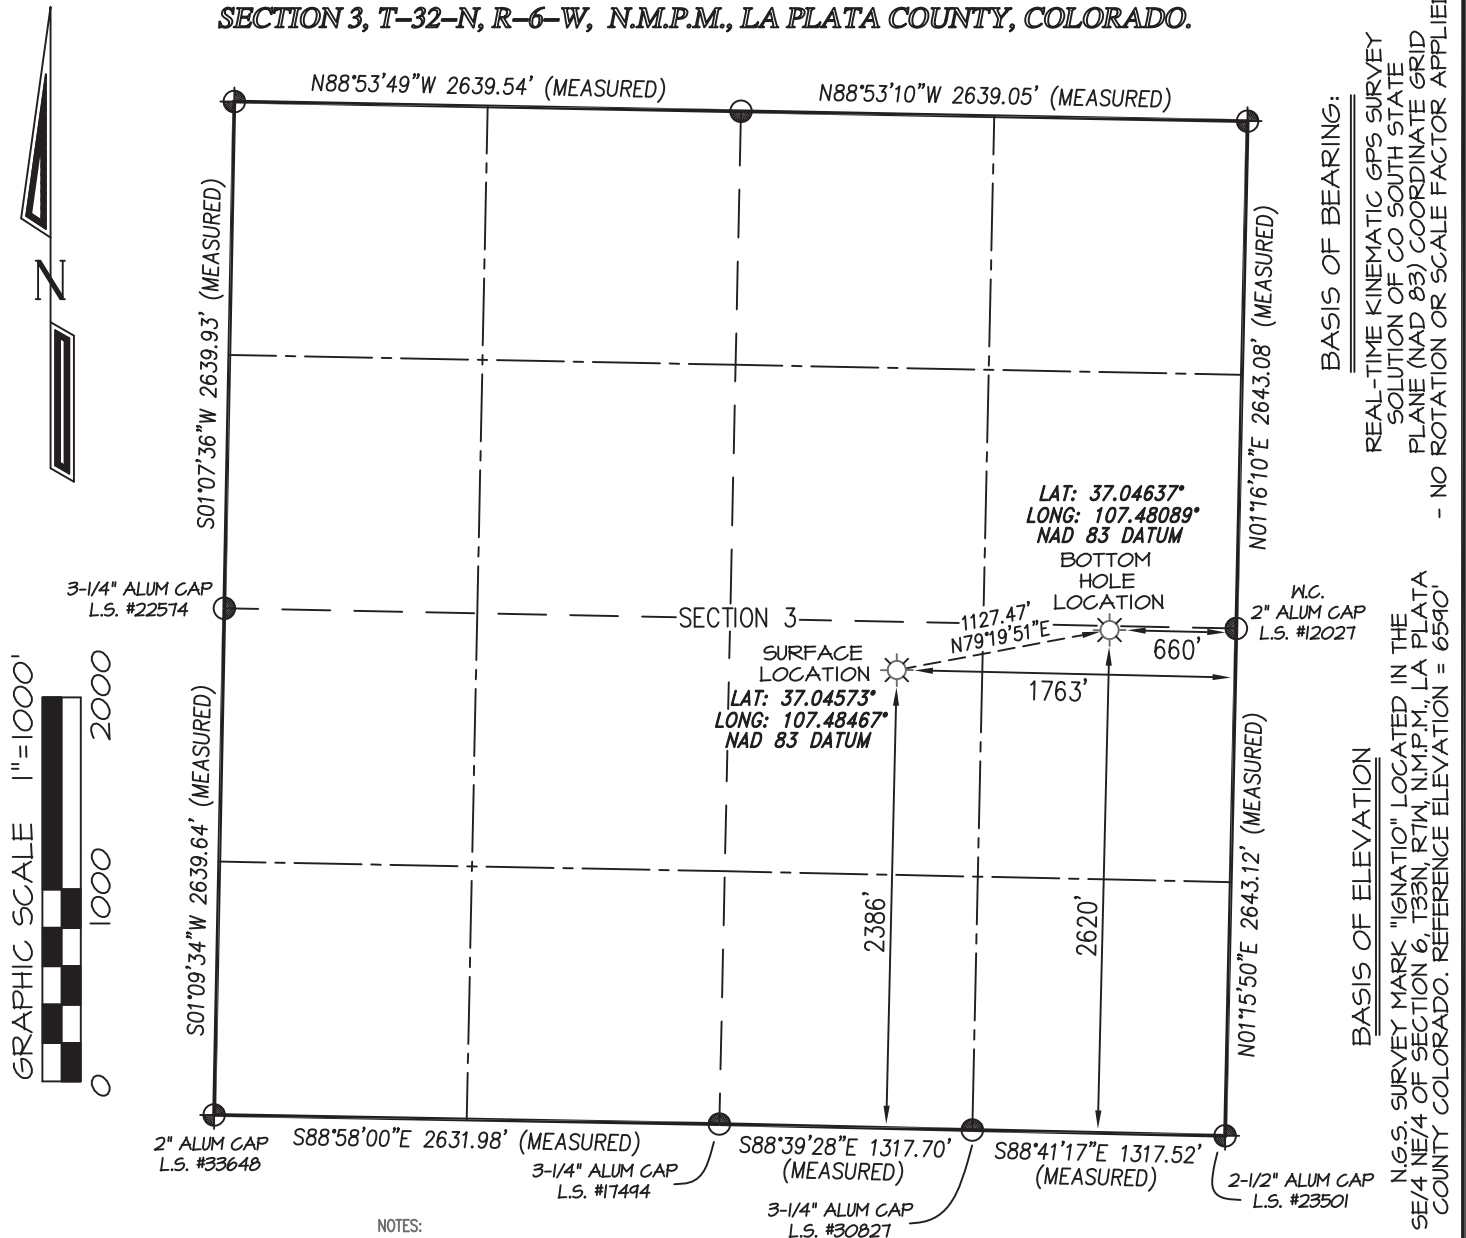 SECTION 3, T-32-N, R-6-W, N.M.P.M., LA PLATA COUNTY, COLORADO.
N88°53'49"W 2639.54' (MEASURED)
N88°53'10"W 2639.05' (MEASURED)
S01°07'36"W 2639.93' (MEASURED)
N01°16'10"E 2643.08' (MEASURED)
N
LAT: 37.04637°
LONG: 107.48089°
NAD 83 DATUM
BOTTOM
HOLE
LOCATION
3-1/4" ALUM CAP
L.S. #22574
W.C.
2" ALUM CAP
L.S. #12027
SECTION 3
1127.47'
N79°19'51"E
660'
SURFACE
LOCATION
1763'
LAT: 37.04573°
LONG: 107.48467°
NAD 83 DATUM
2386'
2620'
S01°09'34"W 2639.64' (MEASURED)
N01°15'50"E 2643.12' (MEASURED)
S88°58'00"E 2631.98' (MEASURED)
S88°39'28"E 1317.70'
(MEASURED)
S88°41'17"E 1317.52'
(MEASURED)
2" ALUM CAP
L.S. #33648
3-1/4" ALUM CAP
L.S. #17494
3-1/4" ALUM CAP
L.S. #30827
2-1/2" ALUM CAP
L.S. #23501
NOTES:
GRAPHIC SCALE 1"=1000'
0
1000
2000
BASIS OF BEARING:
REAL-TIME KINEMATIC GPS SURVEY
SOLUTION OF CO SOUTH STATE
PLANE (NAD 83) COORDINATE GRID
- NO ROTATION OR SCALE FACTOR APPLIED
BASIS OF ELEVATION
N.G.S. SURVEY MARK "IGNATIO" LOCATED IN THE
SE/4 NE/4 OF SECTION 6, T33N, R7W, N.M.P.M., LA PLATA
COUNTY COLORADO. REFERENCE ELEVATION = 6590'